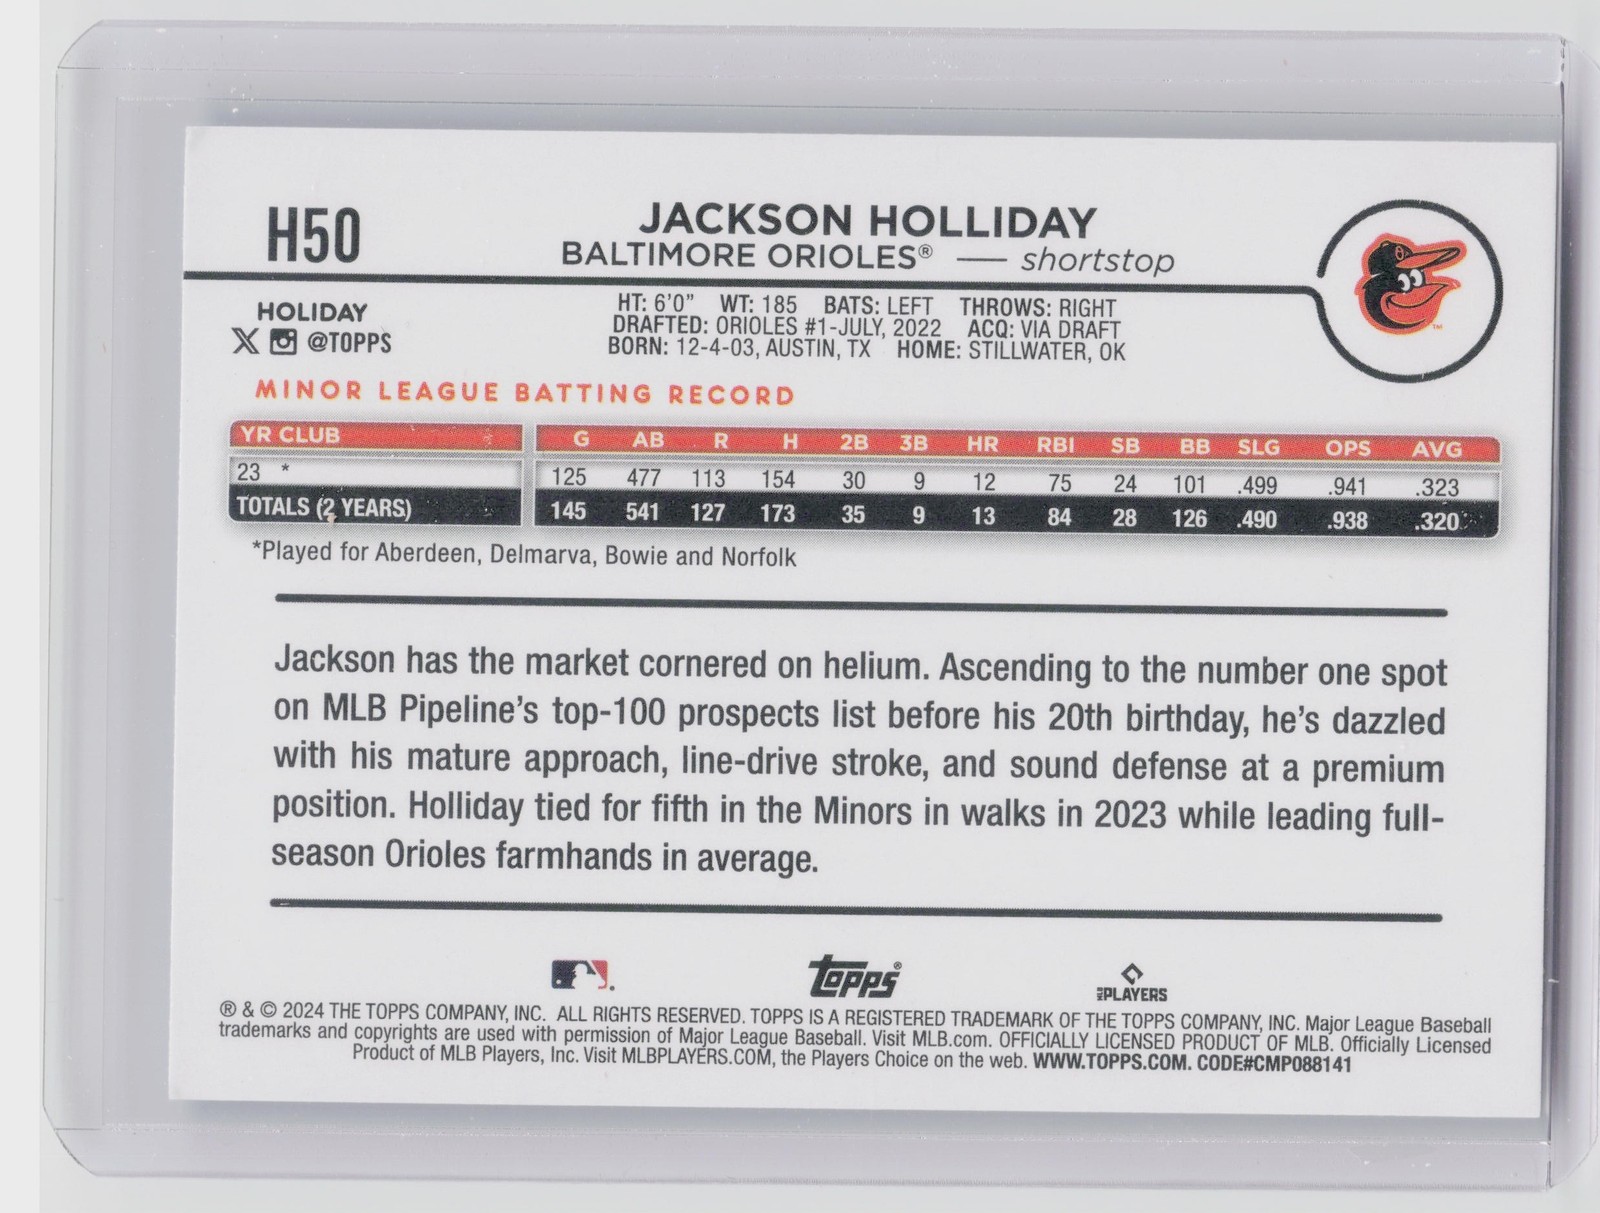 H50
JACKSON HOLLIDAY
BALTIMORE ORIOLES® — shortstop
HOLIDAY
@TOPPS
HT: 6'0" WT: 185 BATS: LEFT THROWS: RIGHT
DRAFTED: ORIOLES #1-JULY, 2022 ACQ: VIA DRAFT
BORN: 12-4-03, AUSTIN, TX HOME: STILLWATER, OK
MINOR LEAGUE BATTING RECORD
YR CLUB G AB R H 2B 3B HR RBI SB BB SLG OPS AVG
23 * 125 477 113 154 30 9 12 75 24 101 .499 .941 .323
TOTALS (2 YEARS) 145 541 127 173 35 9 13 84 28 126 .490 .938 .320
*Played for Aberdeen, Delmarva, Bowie and Norfolk
Jackson has the market cornered on helium. Ascending to the number one spot
on MLB Pipeline's top-100 prospects list before his 20th birthday, he's dazzled
with his mature approach, line-drive stroke, and sound defense at a premium
position. Holliday tied for fifth in the Minors in walks in 2023 while leading full-
season Orioles farmhands in average.
Topps®
MLB PLAYERS
® & © 2024 THE TOPPS COMPANY, INC. ALL RIGHTS RESERVED. TOPPS IS A REGISTERED TRADEMARK OF THE TOPPS COMPANY, INC. Major League Baseball
trademarks and copyrights are used with permission of Major League Baseball. Visit MLB.com. OFFICIALLY LICENSED PRODUCT OF MLB. Officially Licensed
Product of MLB Players, Inc. Visit MLBPLAYERS.COM, the Players Choice on the web. WWW.TOPPS.COM. CODE#CMP088141